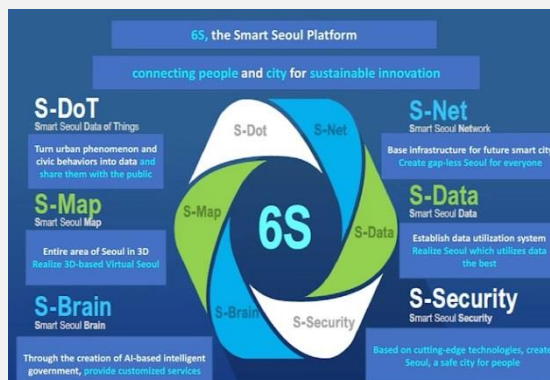 6S, the Smart Seoul Platform
connecting people and city for sustainable innovation
S-DoT
Smart Seoul Data of Things
Turn urban phenomenon and
civic behaviors into data and
share them with the public
S-Map
Smart Seoul Map
Entire area of Seoul in 3D
Realize 3D-based Virtual Seoul
S-Brain
Smart Seoul Brain
Through the creation of AI-based intelligent
government, provide customized services
S-Dot
S-Net
S-Map
6S
S-Data
S-Brain
S-Security
S-Net
Smart Seoul Network
Base infrastructure for future smart city
Create gap-less Seoul for everyone
S-Data
Smart Seoul Data
Establish data utilization system
Realize Seoul which utilizes data
the best
S-Security
Smart Seoul Security
Based on cutting-edge technologies, create
Seoul, a safe city for people